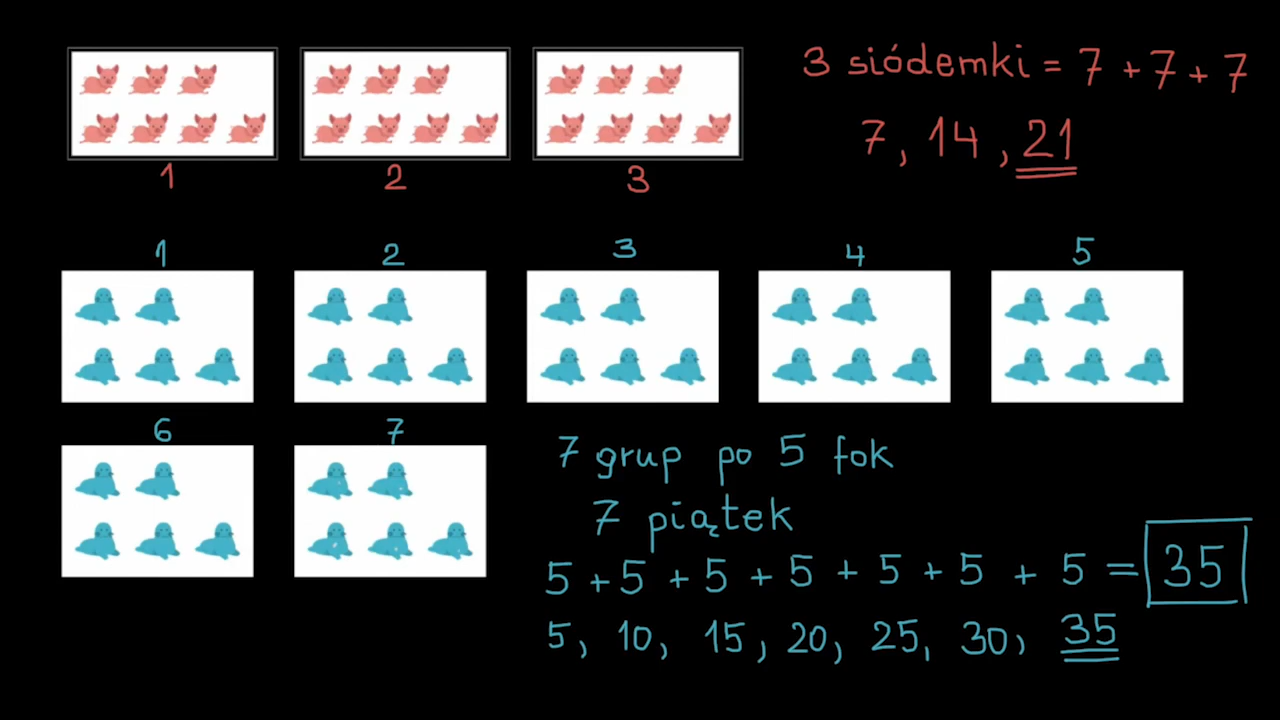 3 siódemki = 7 + 7 + 7
7, 14, 21
1 2 3
1 2 3 4 5
6 7
7 grup po 5 fok
7 piątek
5 + 5 + 5 + 5 + 5 + 5 + 5 = 35
5, 10, 15, 20, 25, 30, 35